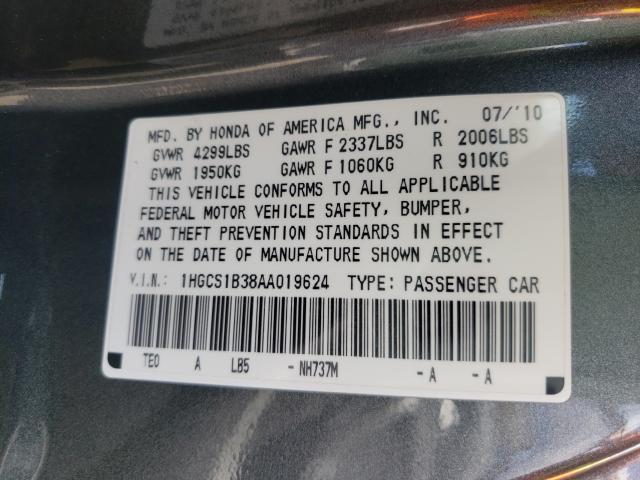 MFD. BY HONDA OF AMERICA MFG., INC. 07/'10
GVWR 4299LBS GAWR F 2337LBS R 2006LBS
GVWR 1950KG GAWR F 1060KG R 910KG
THIS VEHICLE CONFORMS TO ALL APPLICABLE
FEDERAL MOTOR VEHICLE SAFETY, BUMPER,
AND THEFT PREVENTION STANDARDS IN EFFECT
ON THE DATE OF MANUFACTURE SHOWN ABOVE.
V.I.N.: 1HGCS1B38AA019624 TYPE: PASSENGER CAR
TE0 A LB5 - NH737M - A - A